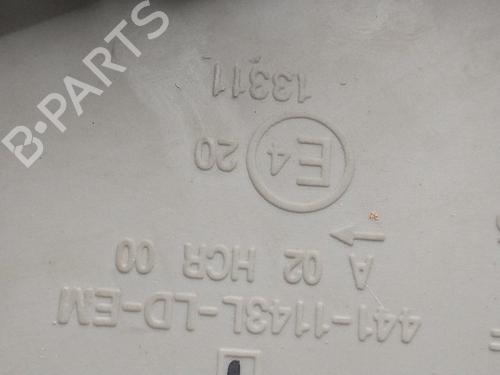 441-1143L-LD-EM
A 02 HCR 00
E4 20
13311
B-PARTS